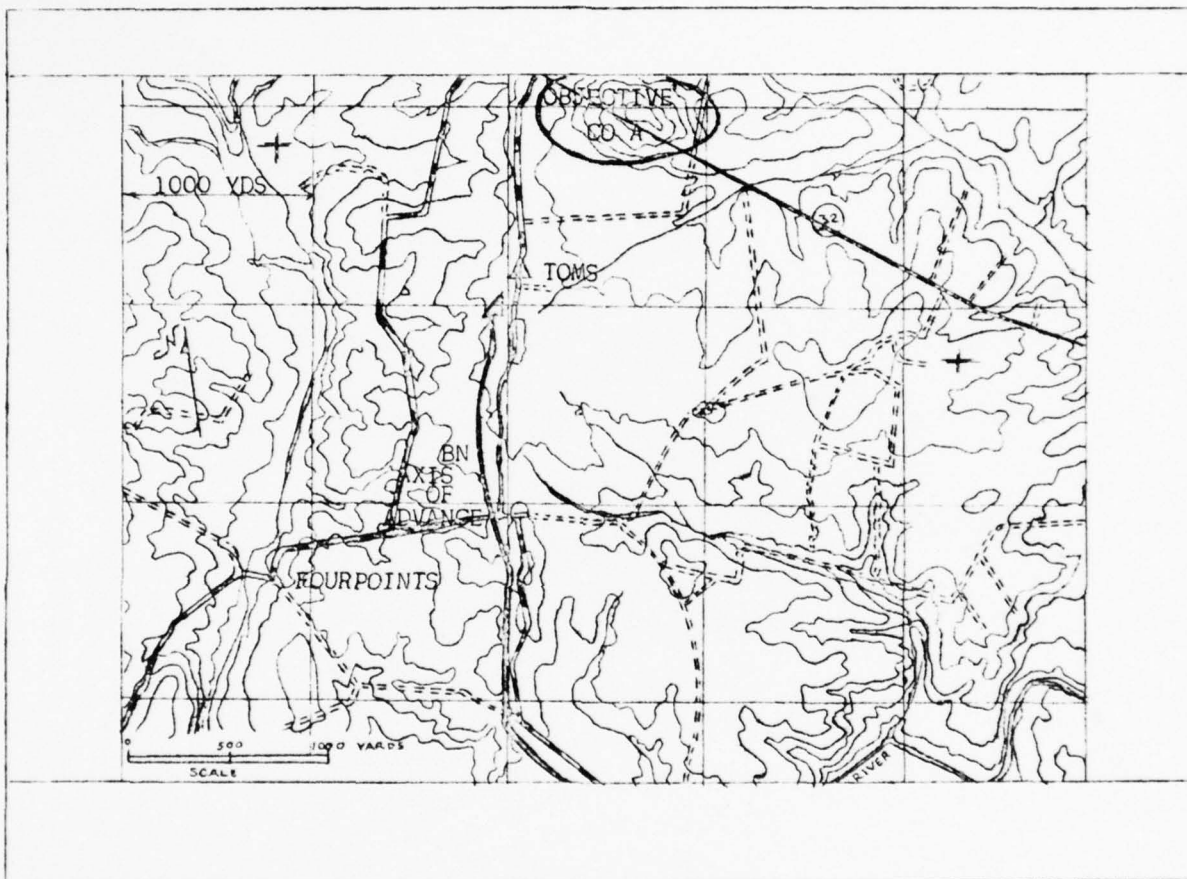 OBJECTIVE
CO A
1000 YDS
32
TOMS
BN
AXIS
OF
ADVANCE
FOURPOINTS
0 500 1000 YARDS
SCALE
RIVER